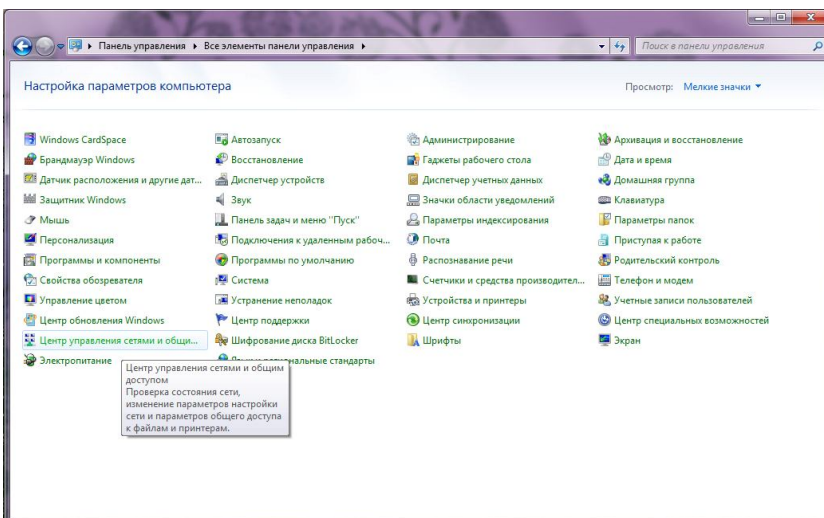 Панель управления ▸ Все элементы панели управления ▸
Поиск в панели управления
Настройка параметров компьютера
Просмотр: Мелкие значки
Windows CardSpace
Автозапуск
Администрирование
Архивация и восстановление
Брандмауэр Windows
Восстановление
Гаджеты рабочего стола
Дата и время
Датчик расположения и другие дат...
Диспетчер устройств
Диспетчер учетных данных
Домашняя группа
Защитник Windows
Звук
Значки области уведомлений
Клавиатура
Мышь
Панель задач и меню "Пуск"
Параметры индексирования
Параметры папок
Персонализация
Подключения к удаленным рабоч...
Почта
Приступая к работе
Программы и компоненты
Программы по умолчанию
Распознавание речи
Родительский контроль
Свойства обозревателя
Система
Счетчики и средства производител...
Телефон и модем
Управление цветом
Устранение неполадок
Устройства и принтеры
Учетные записи пользователей
Центр обновления Windows
Центр поддержки
Центр синхронизации
Центр специальных возможностей
Центр управления сетями и общи...
Шифрование диска BitLocker
Шрифты
Экран
Электропитание
нальные стандарты
Центр управления сетями и общим
доступом
Проверка состояния сети,
изменение параметров настройки
сети и параметров общего доступа
к файлам и принтерам.